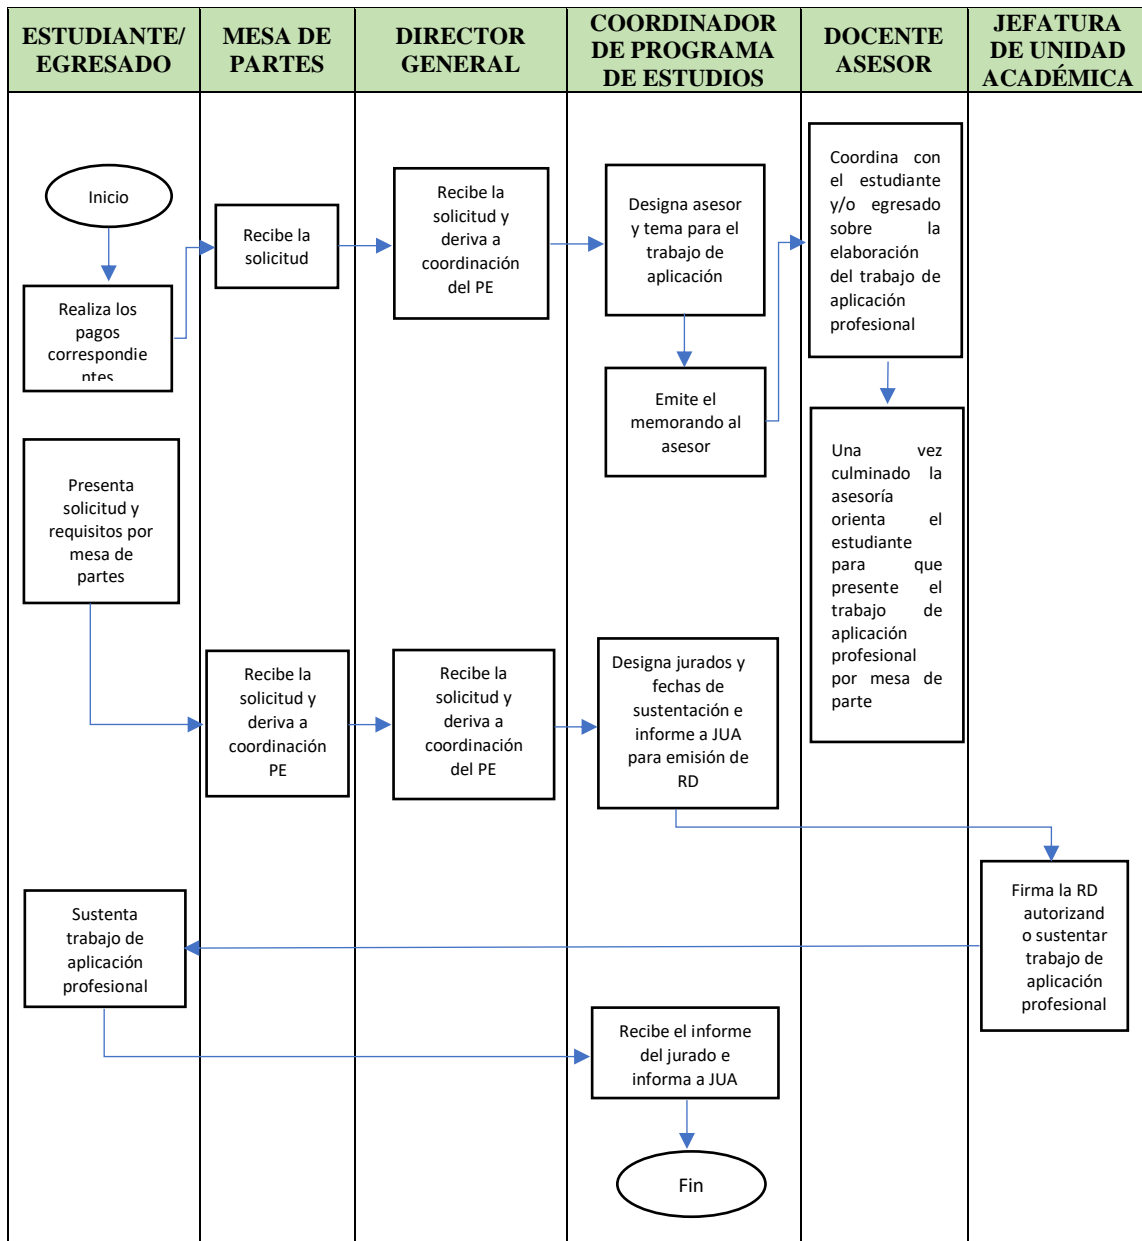 ESTUDIANTE/
EGRESADO
MESA DE
PARTES
DIRECTOR
GENERAL
COORDINADOR
DE PROGRAMA
DE ESTUDIOS
DOCENTE
ASESOR
JEFATURA
DE UNIDAD
ACADÉMICA
Inicio
Realiza los
pagos
correspondie
ntes
Recibe la
solicitud
Recibe la
solicitud y
deriva a
coordinación
del PE
Designa asesor
y tema para el
trabajo de
aplicación
Emite el
memorando al
asesor
Coordina con
el estudiante
y/o egresado
sobre la
elaboración
del trabajo de
aplicación
profesional
Una vez
culminado la
asesoría
orienta el
estudiante
para que
presente el
trabajo de
aplicación
profesional
por mesa de
parte
Presenta
solicitud y
requisitos por
mesa de
partes
Recibe la
solicitud y
deriva a
coordinación
PE
Recibe la
solicitud y
deriva a
coordinación
del PE
Designa jurados y
fechas de
sustentación e
informe a JUA
para emisión de
RD
Firma la RD
autorizand
o sustentar
trabajo de
aplicación
profesional
Sustenta
trabajo de
aplicación
profesional
Recibe el informe
del jurado e
informa a JUA
Fin